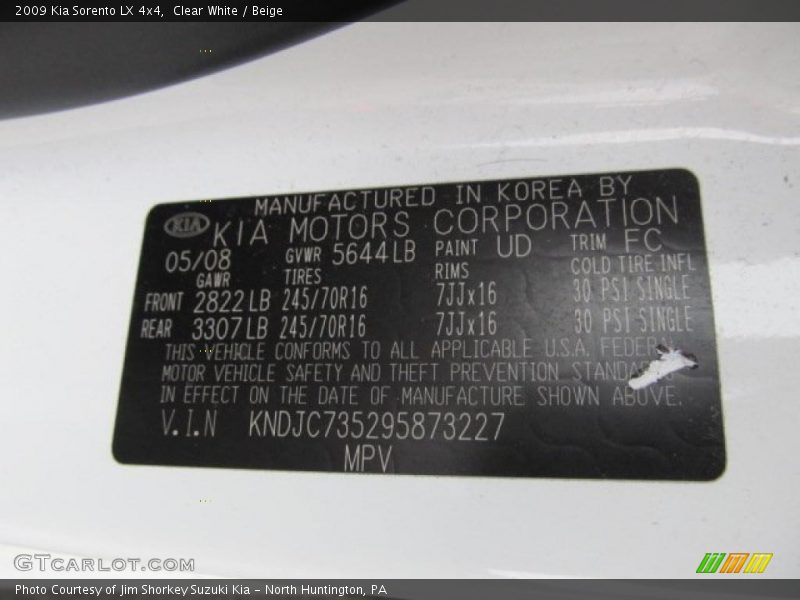 2009 Kia Sorento LX 4x4, Clear White / Beige
MANUFACTURED IN KOREA BY
KIA KIA MOTORS CORPORATION
05/08 GVWR 5644LB PAINT UD TRIM FC
GAWR TIRES RIMS COLD TIRE INFL
FRONT 2822LB 245/70R16 7JJx16 30 PSI SINGLE
REAR 3307LB 245/70R16 7JJx16 30 PSI SINGLE
THIS VEHICLE CONFORMS TO ALL APPLICABLE U.S.A. FEDER
MOTOR VEHICLE SAFETY AND THEFT PREVENTION STANDA
IN EFFECT ON THE DATE OF MANUFACTURE SHOWN ABOVE.
V.I.N KNDJC735295873227
MPV
GTCARLOT.COM
Photo Courtesy of Jim Shorkey Suzuki Kia - North Huntington, PA